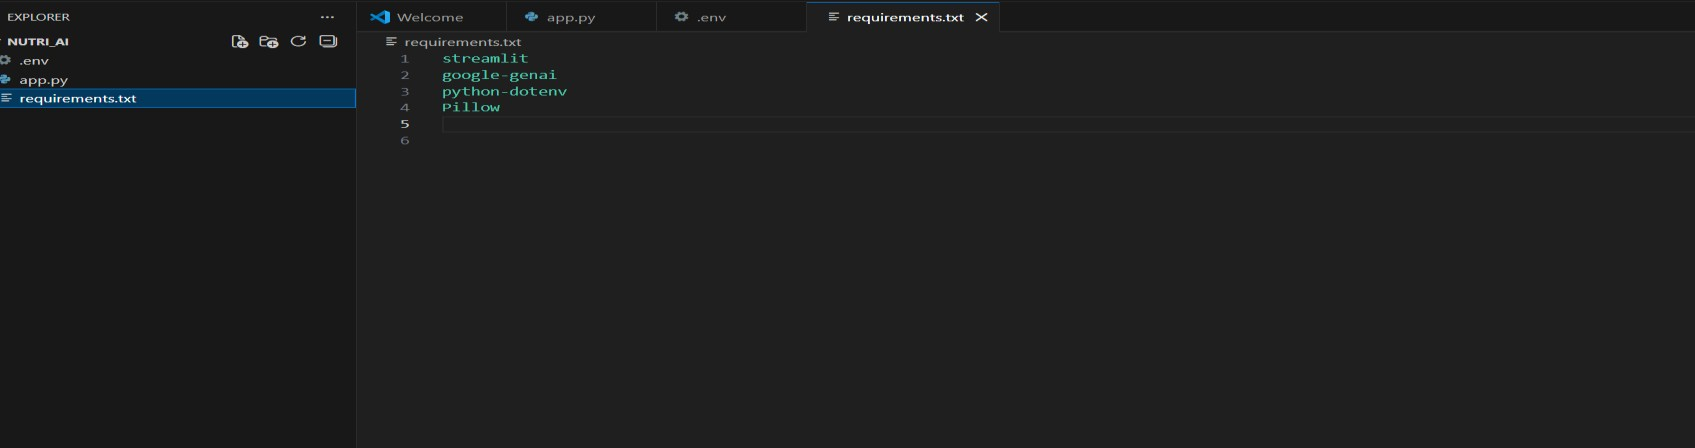 EXPLORER
NUTRI_AI
.env
app.py
requirements.txt
Welcome
app.py
.env
requirements.txt
requirements.txt
1 streamlit
2 google-genai
3 python-dotenv
4 Pillow
5
6